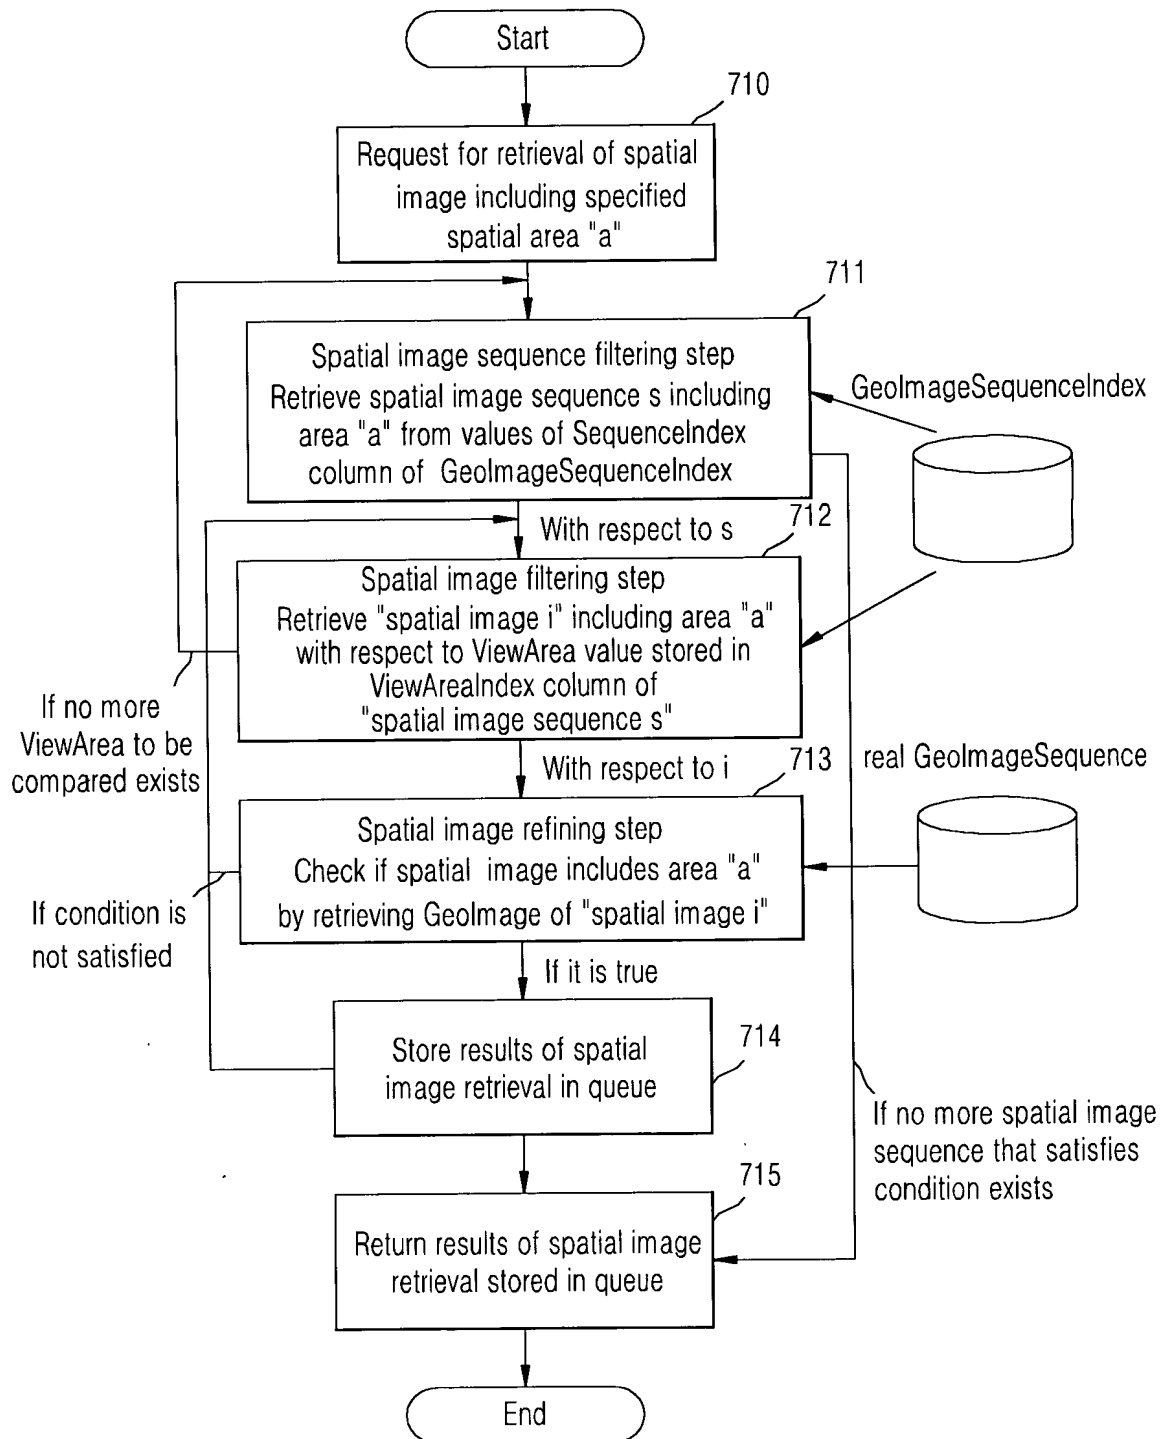 Start
710
Request for retrieval of spatial
image including specified
spatial area "a"
711
Spatial image sequence filtering step
Retrieve spatial image sequence s including
area "a" from values of SequenceIndex
column of GeoImageSequenceIndex
GeoImageSequenceIndex
With respect to s
712
Spatial image filtering step
Retrieve "spatial image i" including area "a"
with respect to ViewArea value stored in
ViewAreaIndex column of
"spatial image sequence s"
If no more
ViewArea to be
compared exists
With respect to i
713
real GeoImageSequence
Spatial image refining step
Check if spatial image includes area "a"
by retrieving GeoImage of "spatial image i"
If condition is
not satisfied
If it is true
714
Store results of spatial
image retrieval in queue
If no more spatial image
sequence that satisfies
condition exists
715
Return results of spatial image
retrieval stored in queue
End